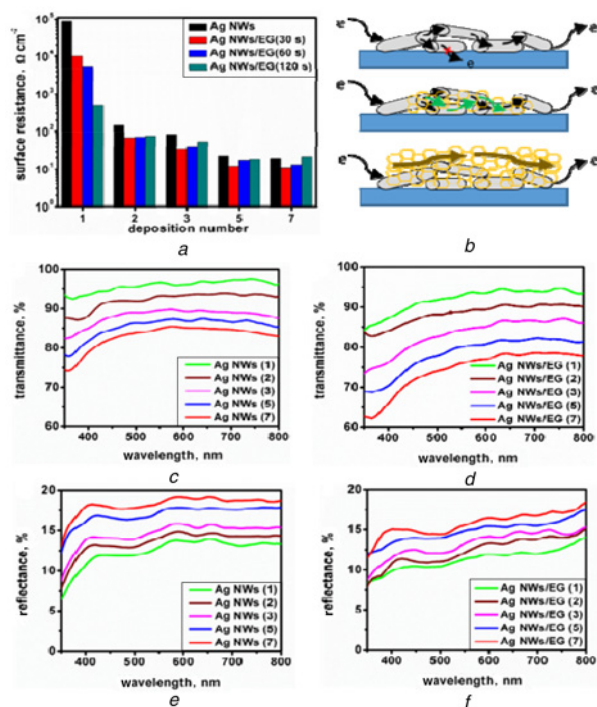 Ag NWs
Ag NWs/EG(30 s)
Ag NWs/EG(60 s)
Ag NWs/EG(120 s)
surface resistance. Ω cm⁻²
10⁵
10⁴
10³
10²
10¹
10⁰
1 2 3 5 7
deposition number
a
e e
e
e e
e e
b
100
95
90
85
80
75
70
65
60
transmittance. %
Ag NWs (1)
Ag NWs (2)
Ag NWs (3)
Ag NWs (5)
Ag NWs (7)
400 500 600 700 800
wavelength, nm
c
100
90
80
70
60
transmittance. %
Ag NWs/EG (1)
Ag NWs/EG (2)
Ag NWs/EG (3)
Ag NWs/EG (5)
Ag NWs/EG (7)
400 500 600 700 800
wavelength, nm
d
20
15
10
5
0
reflectance, %
Ag NWs (1)
Ag NWs (2)
Ag NWs (3)
Ag NWs (5)
Ag NWs (7)
400 500 600 700 800
wavelength, nm
e
20
15
10
5
0
reflectance, %
Ag NWs/EG (1)
Ag NWs/EG (2)
Ag NWs/EG (3)
Ag NWs/EG (5)
Ag NWs/EG (7)
400 500 600 700 800
wavelength, nm
f